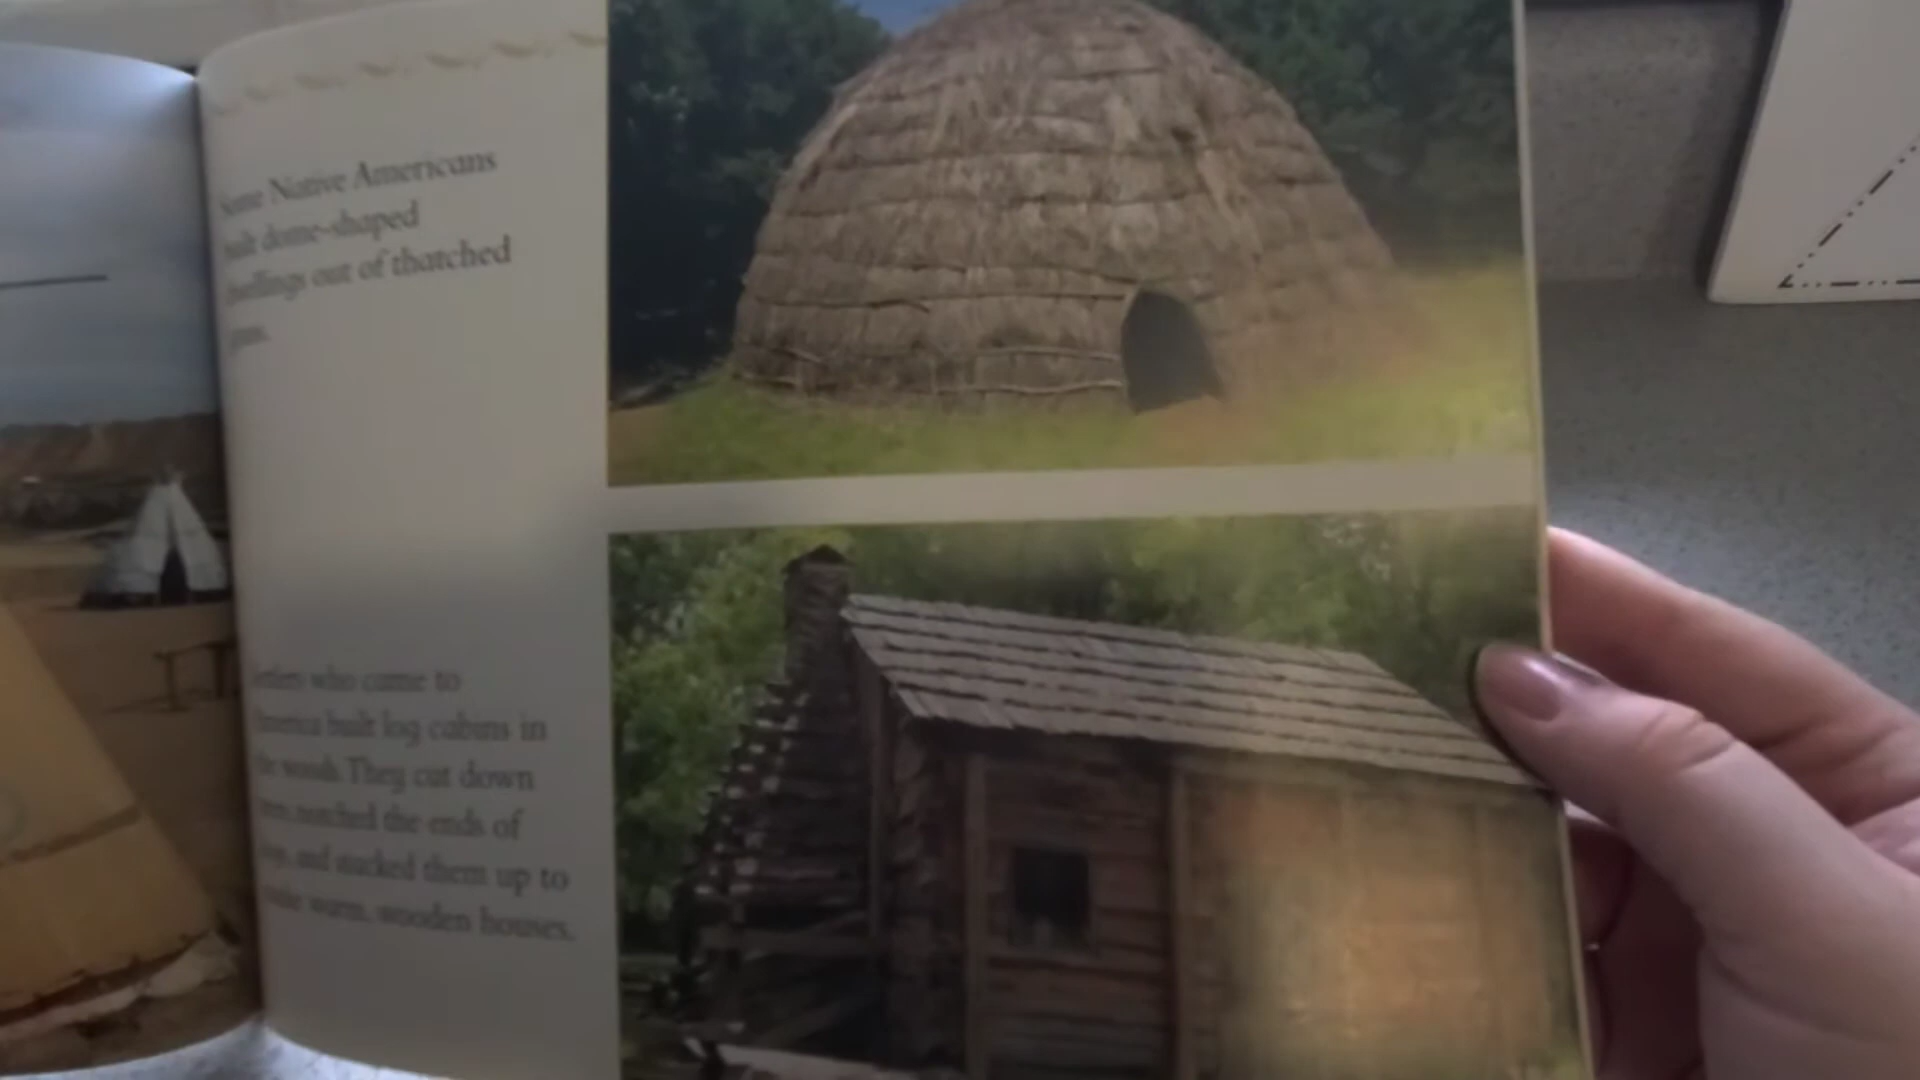 Some Native Americans
built dome-shaped
dwellings out of thatched
grass.
Settlers who came to
America built log cabins in
the woods. They cut down
trees, notched the ends of
logs, and stacked them up to
make warm, wooden houses.